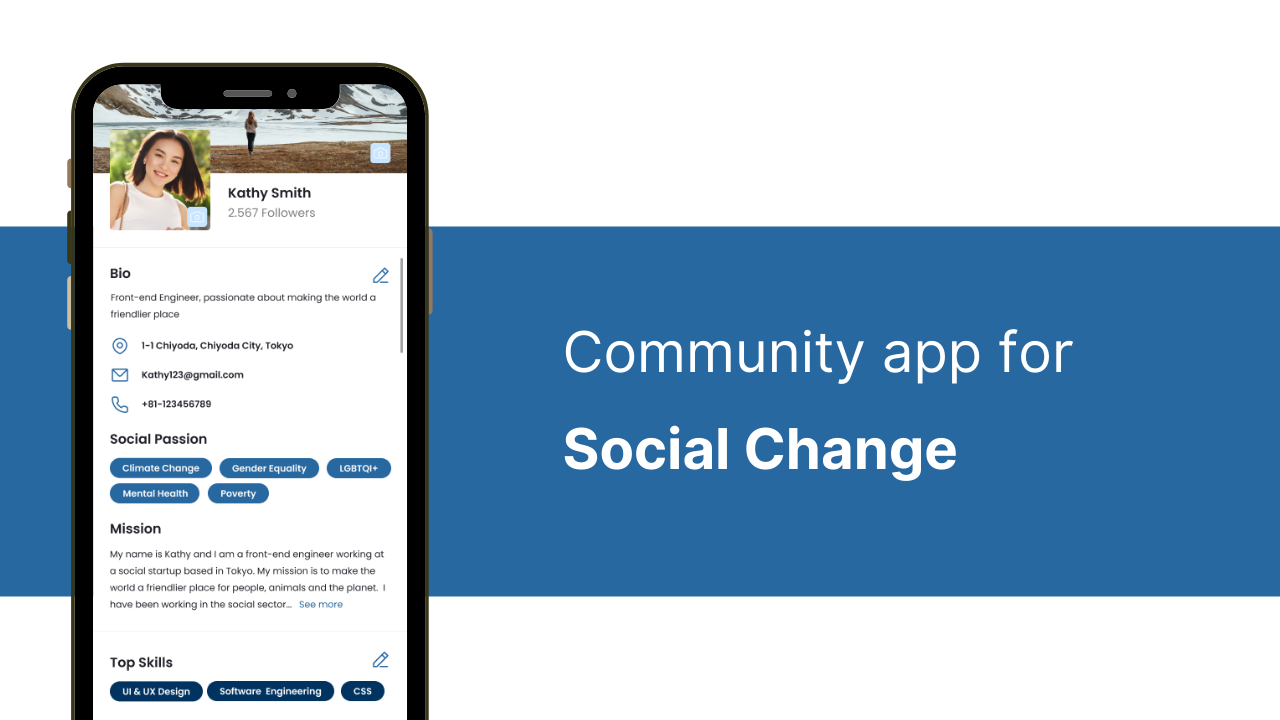 Kathy Smith
2.567 Followers
Bio
Front-end Engineer, passionate about making the world a
friendlier place
1-1 Chiyoda, Chiyoda City, Tokyo
Kathy123@gmail.com
+81-123456789
Social Passion
Climate Change Gender Equality LGBTQI+
Mental Health Poverty
Mission
My name is Kathy and I am a front-end engineer working at
a social startup based in Tokyo. My mission is to make the
world a friendlier place for people, animals and the planet. I
have been working in the social sector... See more
Top Skills
UI & UX Design Software Engineering CSS
Community app for
Social Change